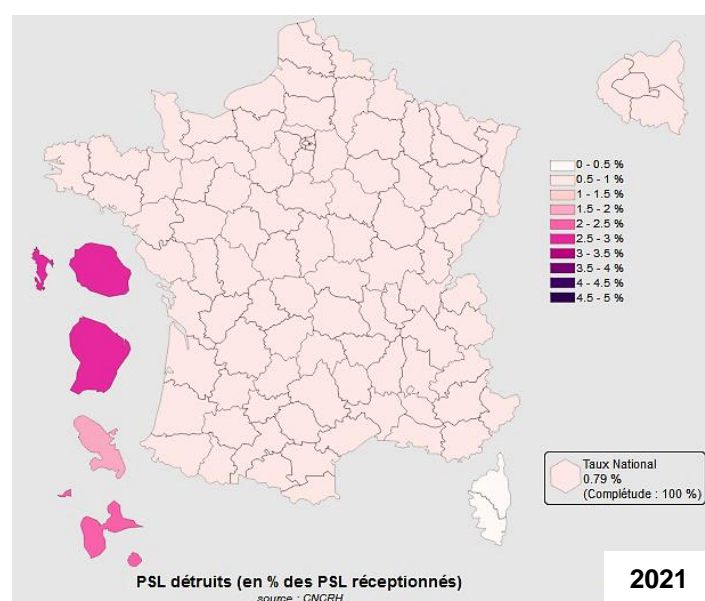 0 - 0.5 %
0.5 - 1 %
1 - 1.5 %
1.5 - 2 %
2 - 2.5 %
2.5 - 3 %
3 - 3.5 %
3.5 - 4 %
4 - 4.5 %
4.5 - 5 %
Taux National
0.79 %
(Complétude : 100 %)
PSL détruits (en % des PSL réceptionnés)
source : CNCRH
2021